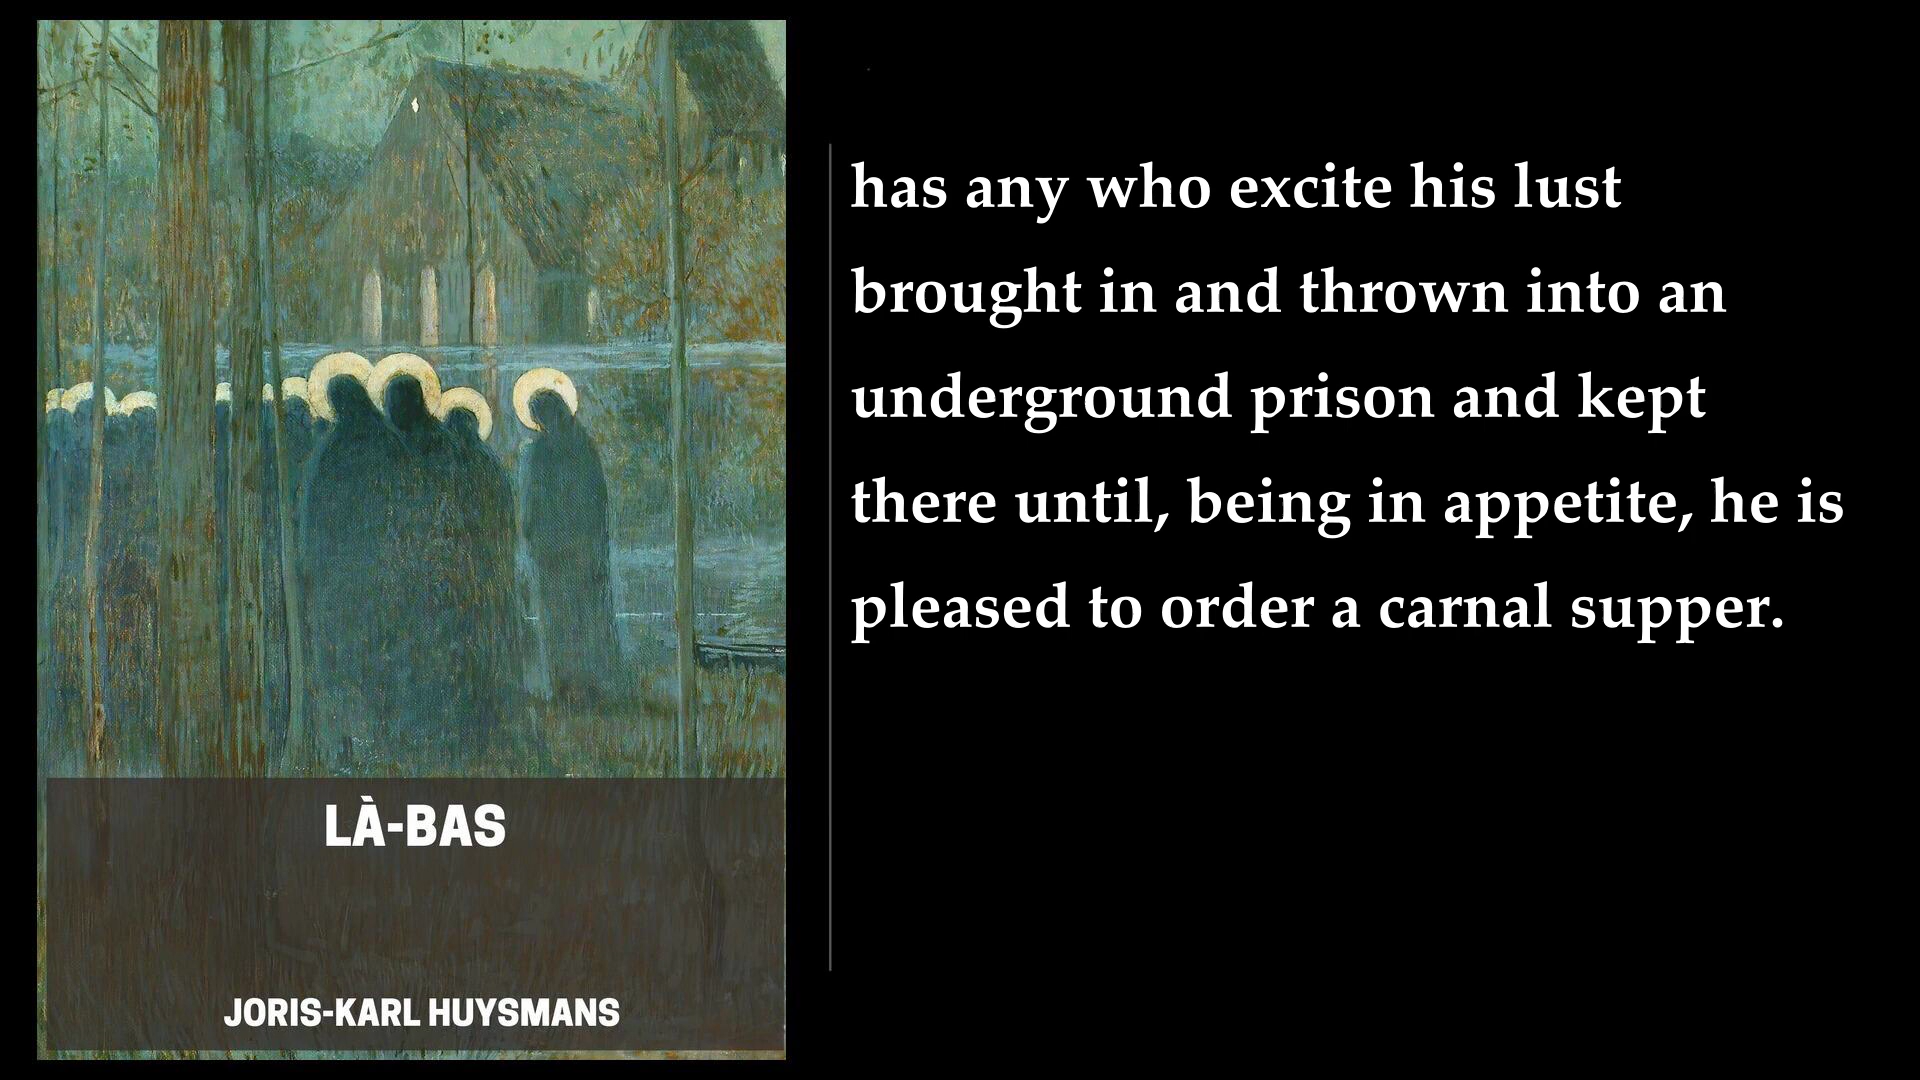 LÀ-BAS
JORIS-KARL HUYSMANS
has any who excite his lust
brought in and thrown into an
underground prison and kept
there until, being in appetite, he is
pleased to order a carnal supper.